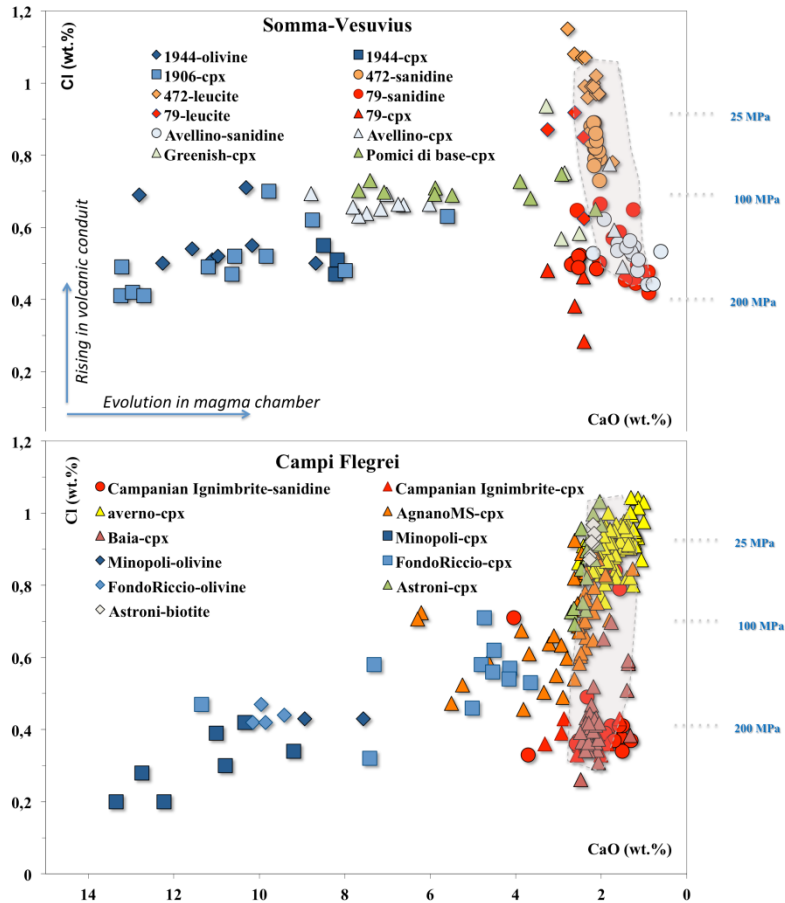 Somma-Vesuvius
1,2
1
0,8
0,6
0,4
0,2
0
Cl (wt.%)
1944-olivine
1944-cpx
1906-cpx
472-sanidine
472-leucite
79-sanidine
79-leucite
79-cpx
Avellino-sanidine
Avellino-cpx
Greenish-cpx
Pomici di base-cpx
25 MPa
100 MPa
200 MPa
Rising in volcanic conduit
Evolution in magma chamber
CaO (wt.%)
Campi Flegrei
1,2
1
0,8
0,6
0,4
0,2
0
Cl (wt.%)
Campanian Ignimbrite-sanidine
Campanian Ignimbrite-cpx
averno-cpx
AgnanoMS-cpx
Baia-cpx
Minopoli-cpx
Minopoli-olivine
FondoRiccio-cpx
FondoRiccio-olivine
Astroni-cpx
Astroni-biotite
25 MPa
100 MPa
200 MPa
CaO (wt.%)
14 12 10 8 6 4 2 0